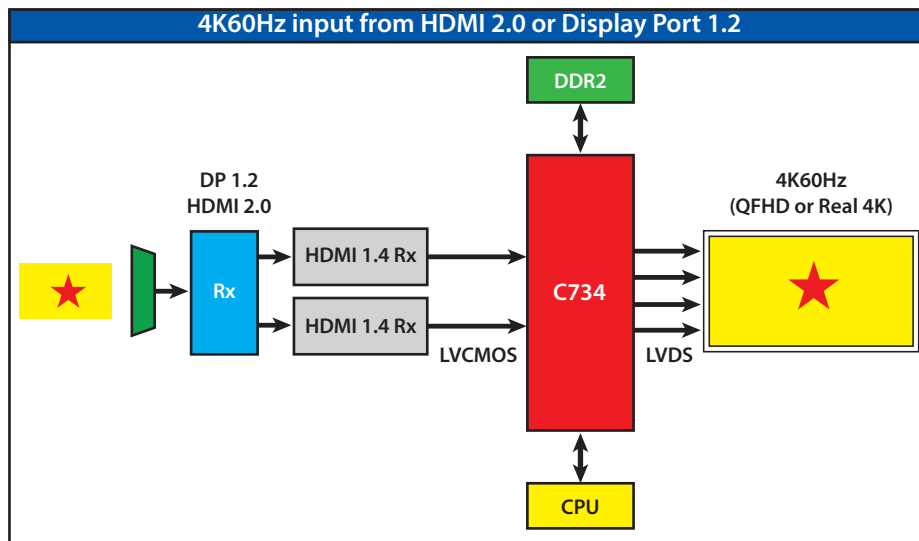 4K60Hz input from HDMI 2.0 or Display Port 1.2
DDR2
DP 1.2
HDMI 2.0
4K60Hz
(QFHD or Real 4K)
HDMI 1.4 Rx
Rx
C734
HDMI 1.4 Rx
LVCMOS
LVDS
CPU